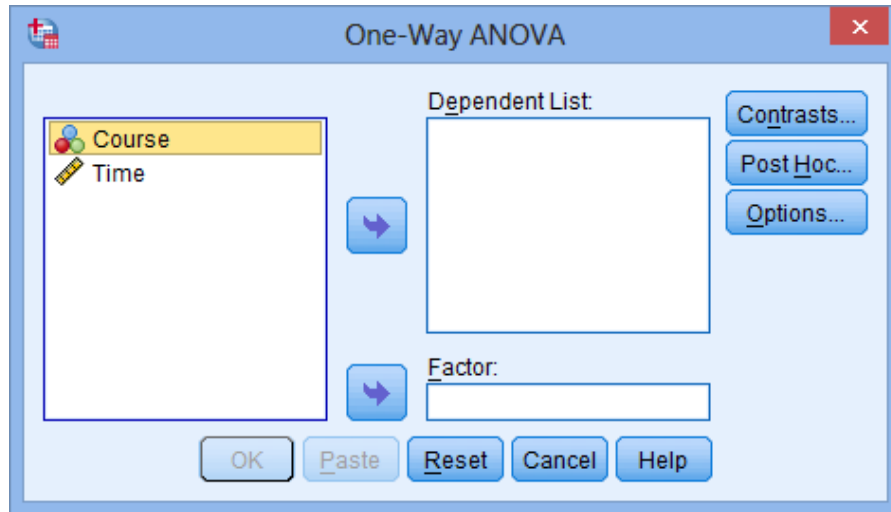 One-Way ANOVA
Course
Time
Dependent List:
Contrasts...
Post Hoc...
Options...
Factor:
OK Paste Reset Cancel Help